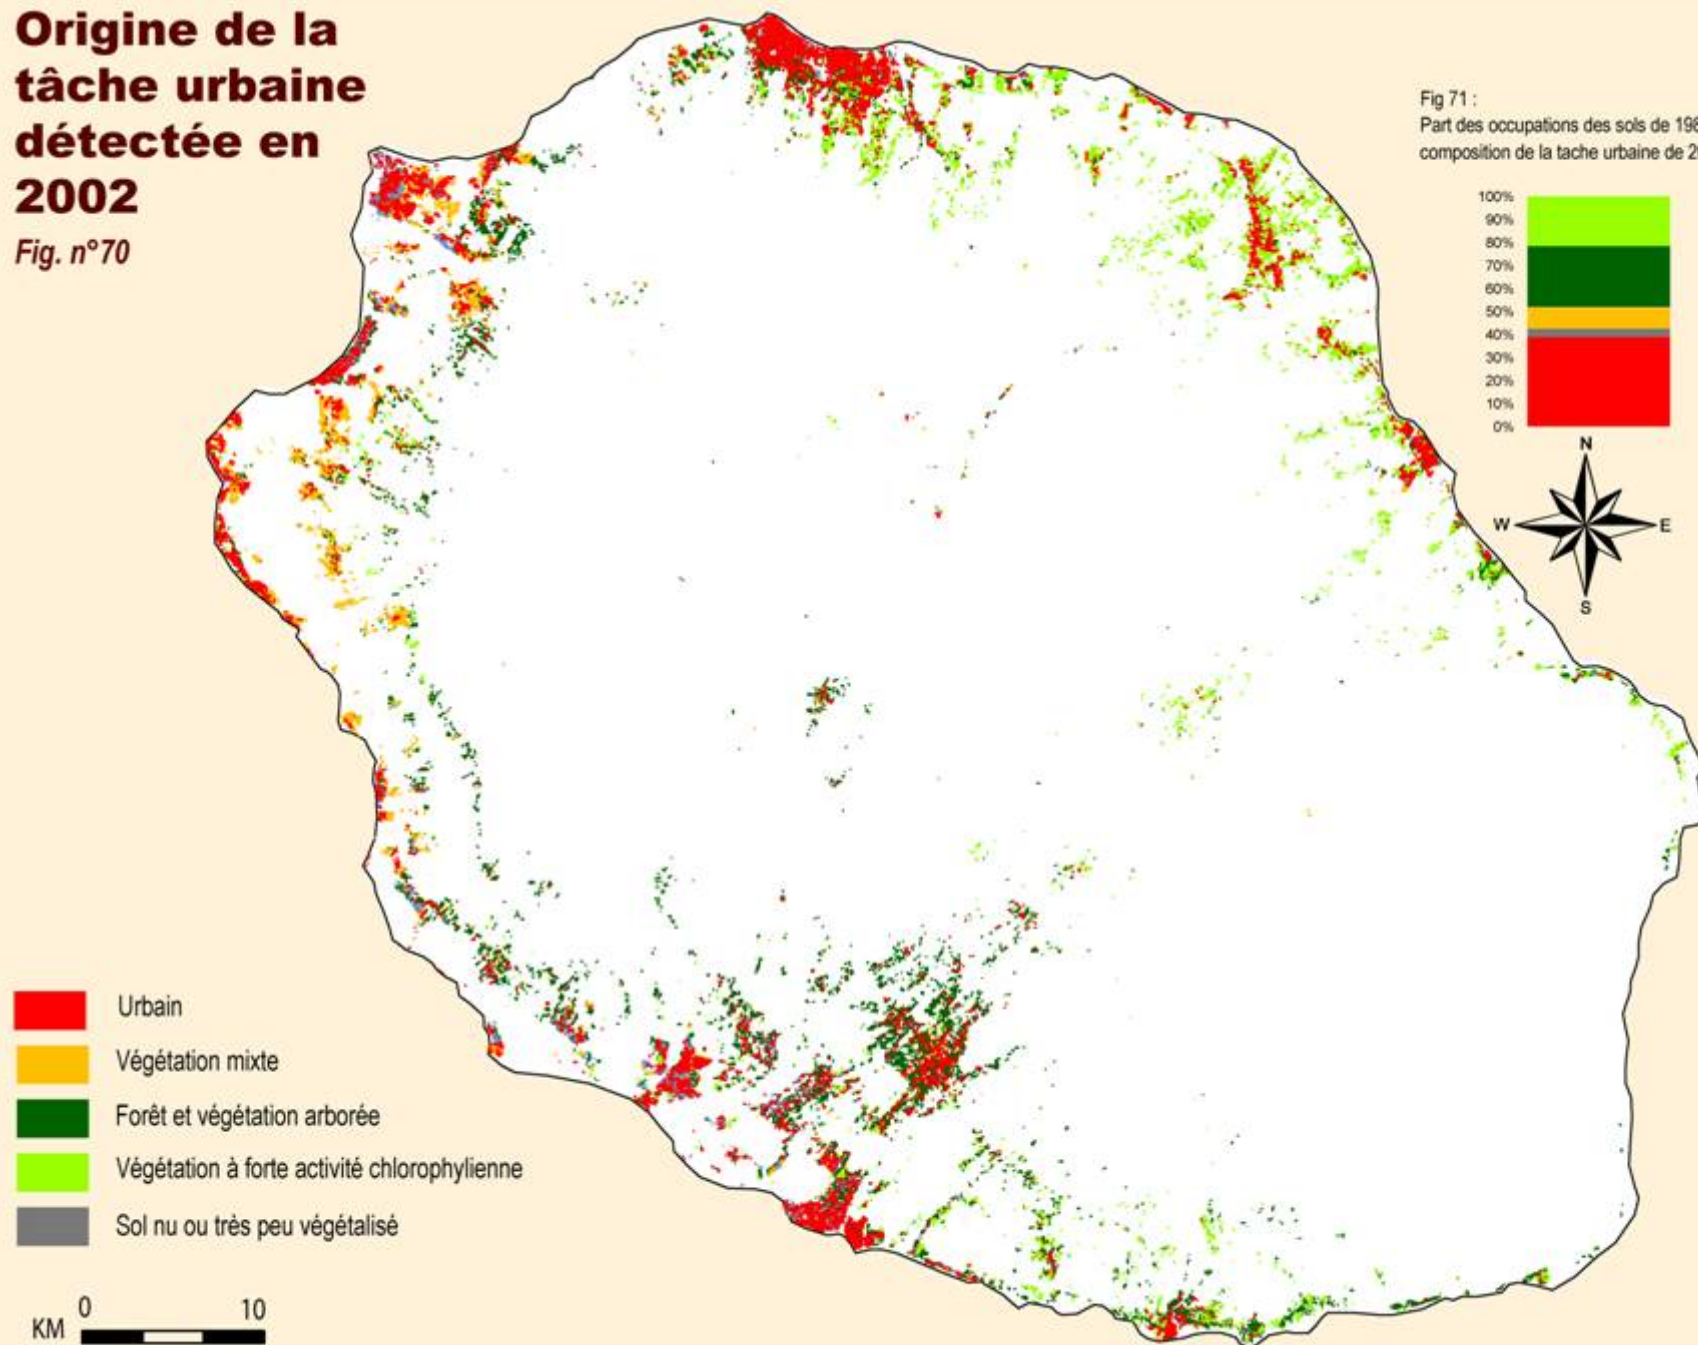 Origine de la
tâche urbaine
détectée en
2002
Fig. n°70
Fig 71 :
Part des occupations des sols de
composition de la tache urbaine de
100%
90%
80%
70%
60%
50%
40%
30%
20%
10%
0%
N
W
E
S
Urbain
Végétation mixte
Forêt et végétation arborée
Végétation à forte activité chlorophylienne
Sol nu ou très peu végétalisé
0 10
KM